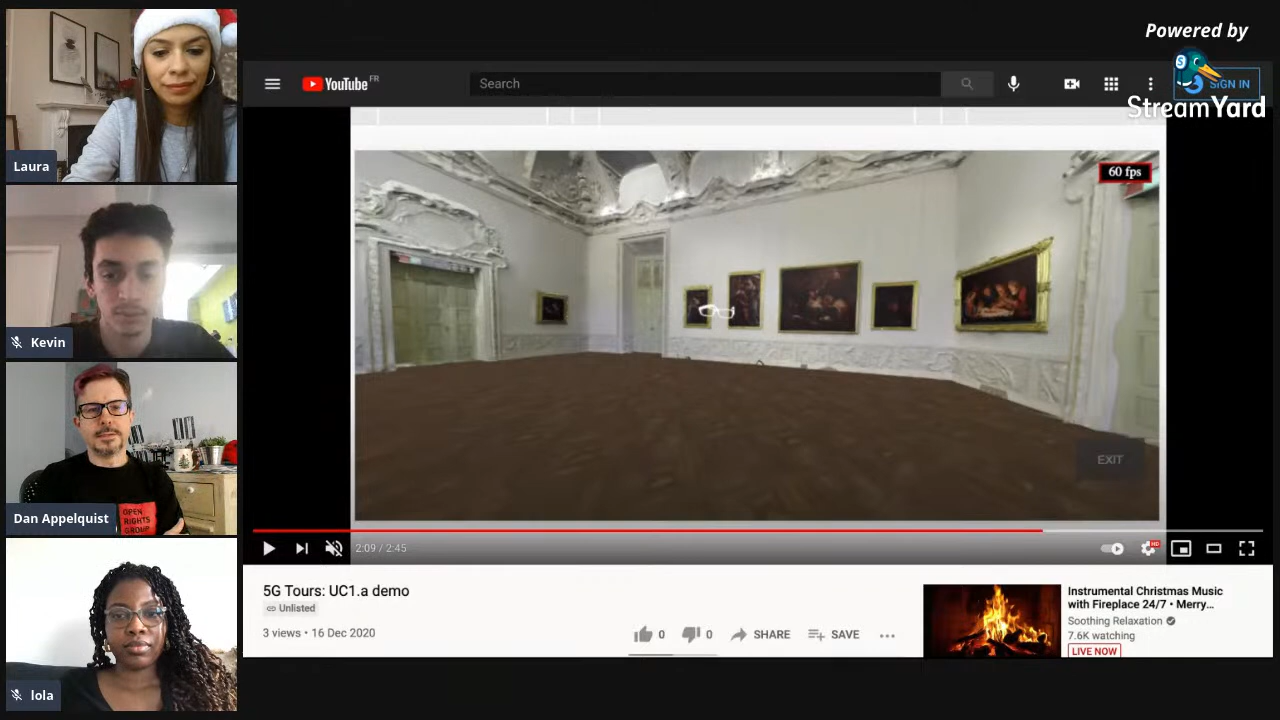 Powered by
StreamYard
Laura
Kevin
Dan Appelquist
OPEN
RIGHTS
GROUP
lola
YouTube FR
Search
SIGN IN
60 fps
EXIT
2:09 / 2:45
HD
5G Tours: UC1.a demo
Unlisted
3 views • 16 Dec 2020
0
0
SHARE
SAVE
Instrumental Christmas Music
with Fireplace 24/7 • Merry...
Soothing Relaxation
7.6K watching
LIVE NOW